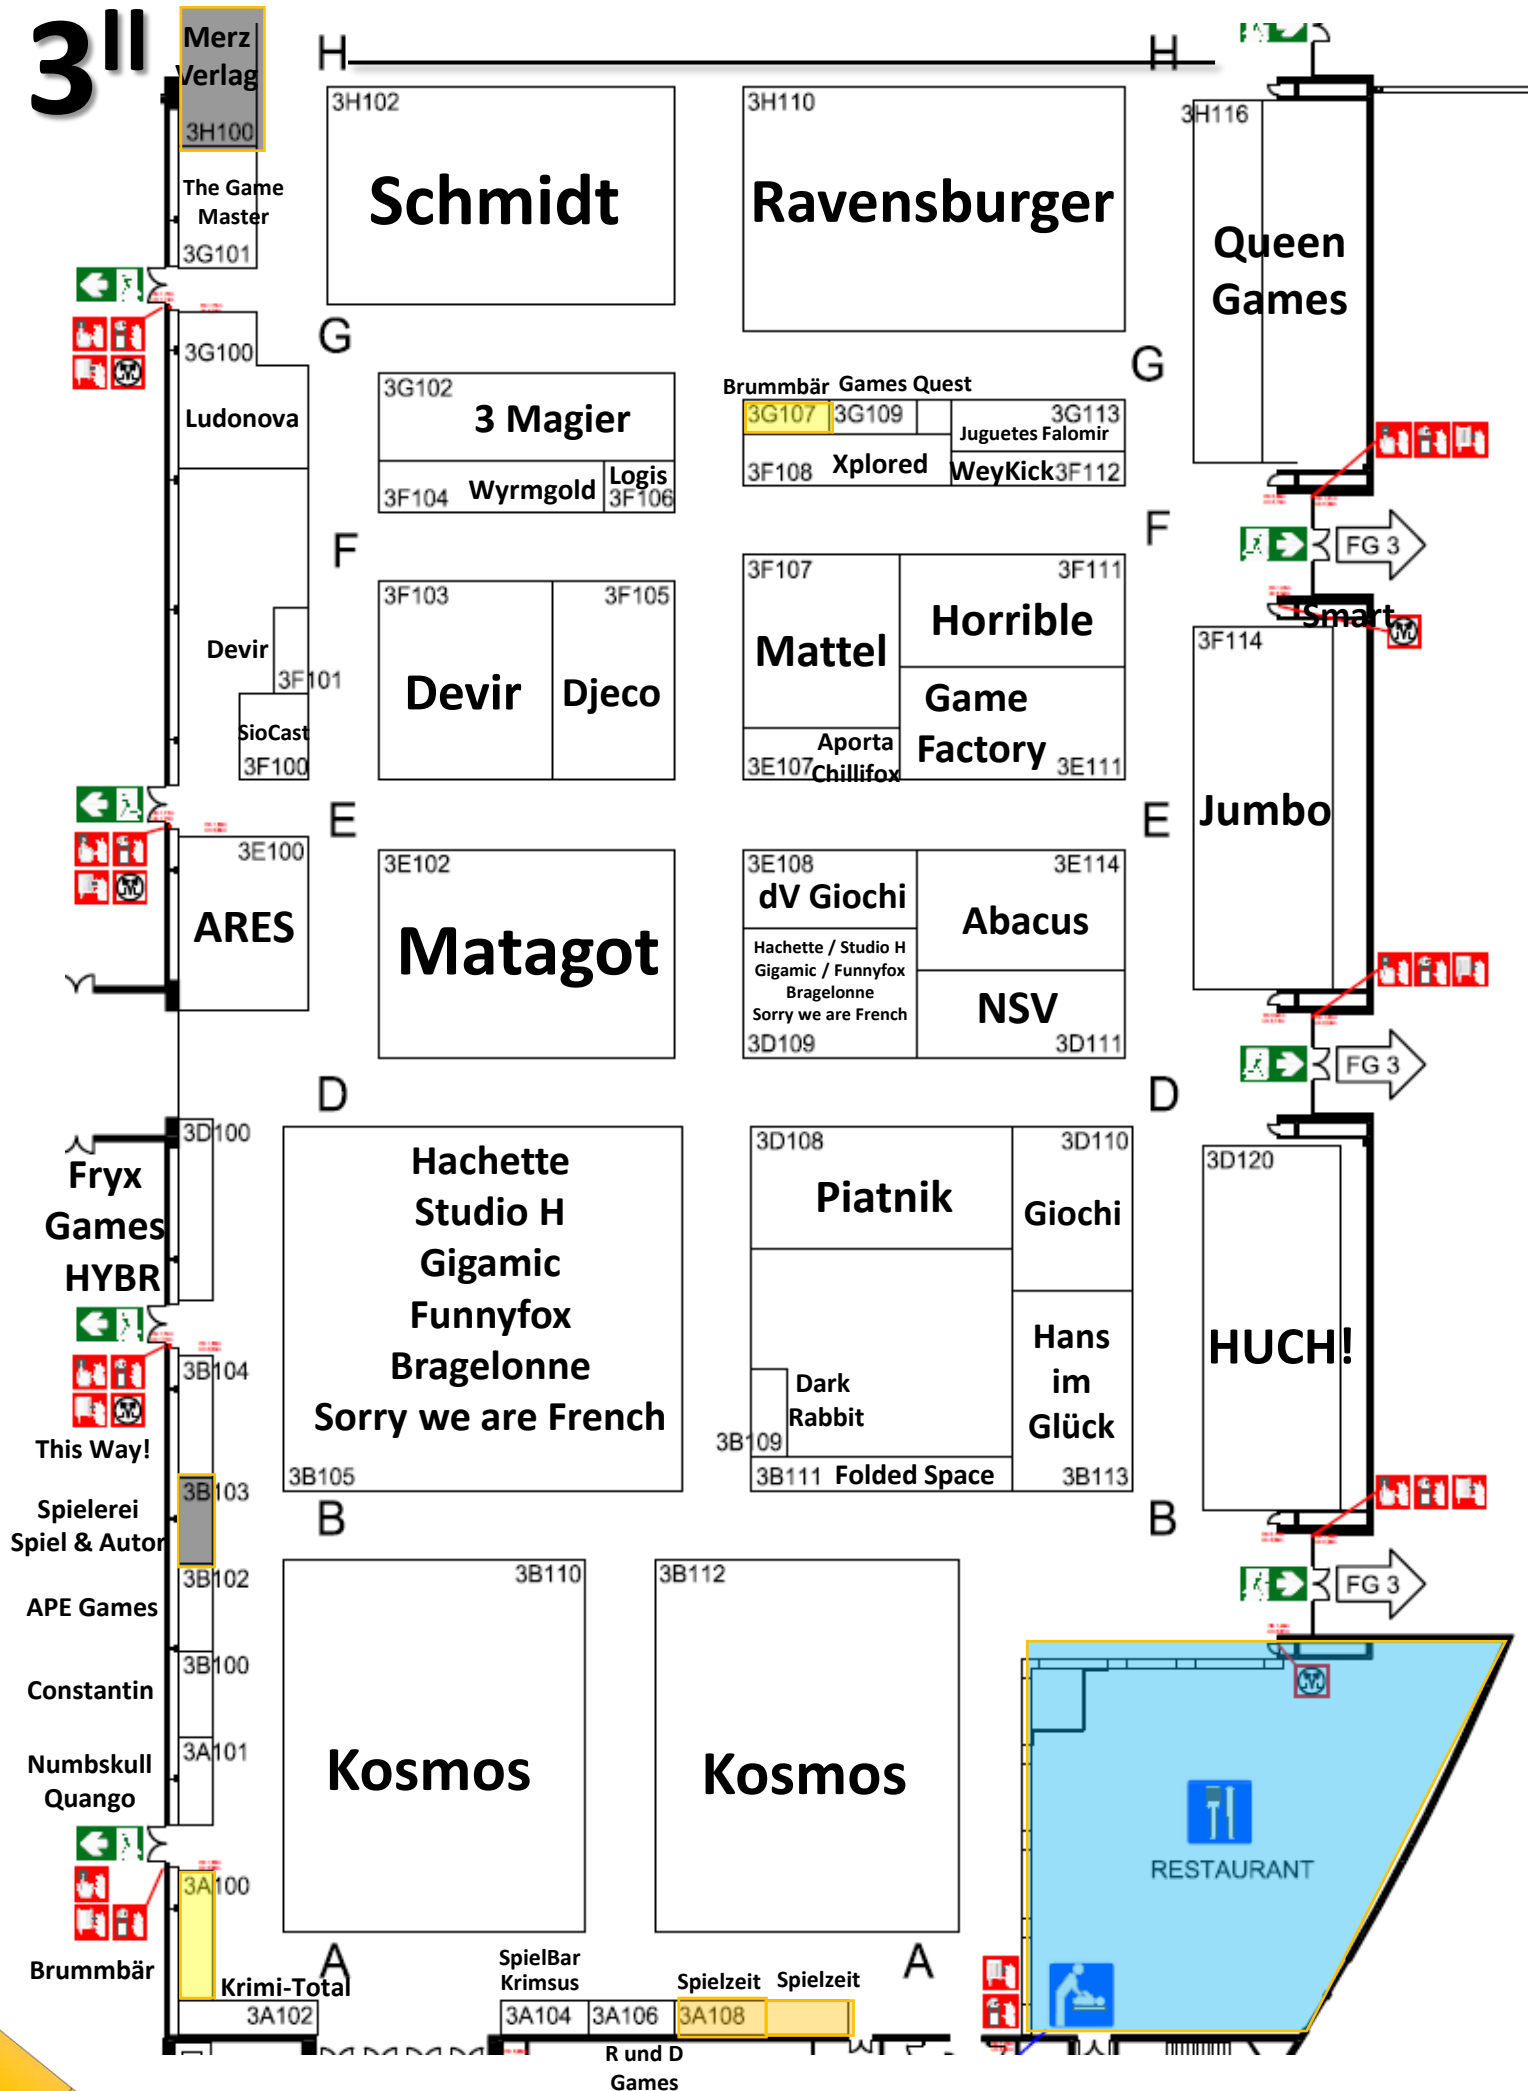 3"
Merz
Verlag
3H100
The Game
Master
3G101
H
H
3H102
Schmidt
3H110
Ravensburger
3H116
Queen
Games
G
G
3G100
Ludonova
3G102
3 Magier
3F104
Wyrmgold
Logis
3F106
Brummbär
Games Quest
3G107
3G109
3G113
Juguetes Falomir
3F108
Xplored
WeyKick
3F112
F
F
FG 3
Devir
3F101
SioCast
3F100
3F103
Devir
3F105
Djeco
3F107
Mattel
3F111
Horrible
Game
Factory
3E111
Aporta
Chillifox
3E107
Smart
3F114
Jumbo
E
E
3E100
ARES
3E102
Matagot
3E108
dV Giochi
3E114
Abacus
Hachette / Studio H
Gigamic / Funnyfox
Bragelonne
Sorry we are French
3D109
NSV
3D111
FG 3
D
D
3D100
Fryx
Games
HYBR
Hachette
Studio H
Gigamic
Funnyfox
Bragelonne
Sorry we are French
3B105
3D108
Piatnik
3D110
Giochi
Dark
Rabbit
3B109
3B111
Folded Space
Hans
im
Glück
3B113
3D120
HUCH!
3B104
This Way!
3B103
Spielerei
Spiel & Autor
B
B
3B102
APE Games
3B100
Constantin
3A101
Numbskull
Quango
3B110
Kosmos
3B112
Kosmos
FG 3
RESTAURANT
3A100
Brummbär
A
A
Krimi-Total
3A102
SpielBar
Krimsus
3A104
3A106
Spielzeit
Spielzeit
3A108
R und D
Games